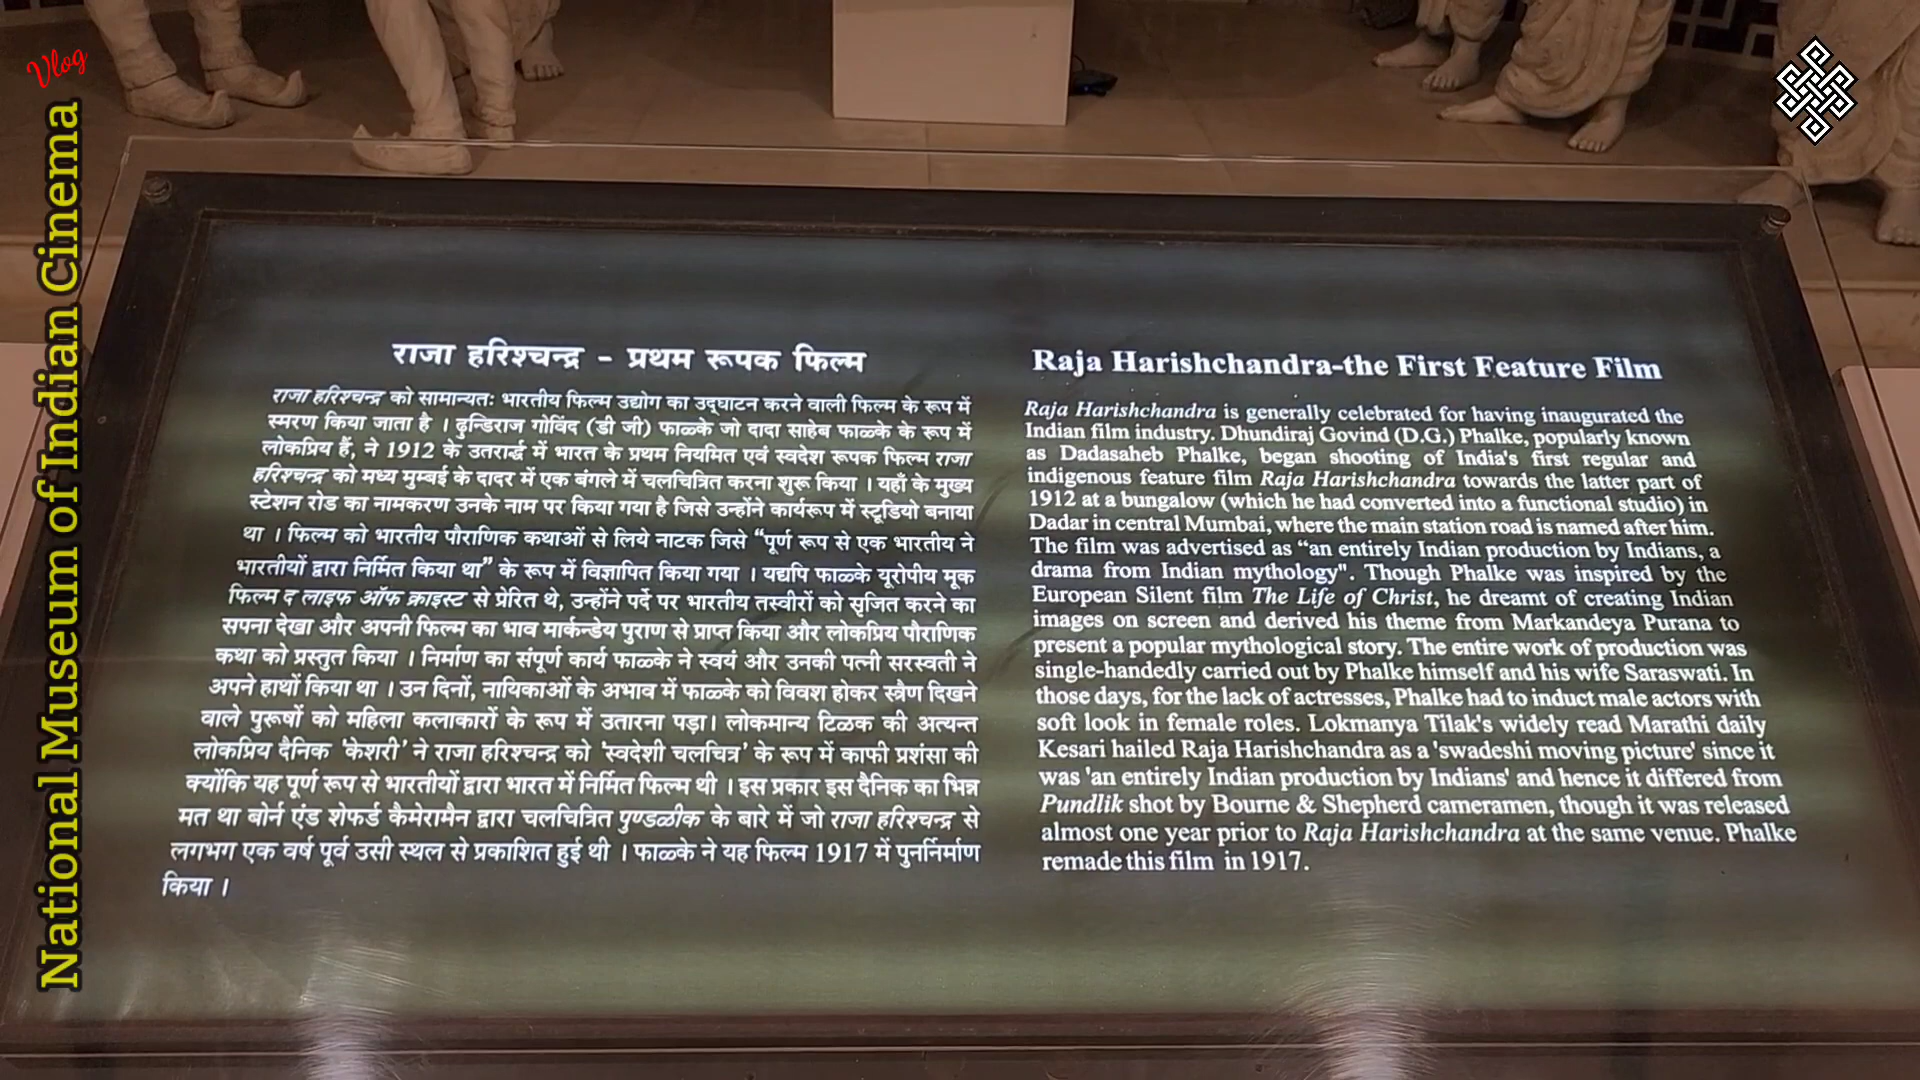 Vlog
National Museum of Indian Cinema
राजा हरिश्चन्द्र - प्रथम रूपक फिल्म
राजा हरिश्चन्द्र को सामान्यतः भारतीय फिल्म उद्योग का उद्घाटन करने वाली फिल्म के रूप में
स्मरण किया जाता है । ढुन्डिराज गोविंद (डी जी) फाळके जो दादा साहेब फाळके के रूप में
लोकप्रिय हैं, ने 1912 के उतरार्द्ध में भारत के प्रथम नियमित एवं स्वदेश रूपक फिल्म राजा
हरिश्चन्द्र को मध्य मुम्बई के दादर में एक बंगले में चलचित्रित करना शुरू किया । यहाँ के मुख्य
स्टेशन रोड का नामकरण उनके नाम पर किया गया है जिसे उन्होंने कार्यरूप में स्टूडियो बनाया
था । फिल्म को भारतीय पौराणिक कथाओं से लिये नाटक जिसे “पूर्ण रूप से एक भारतीय ने
भारतीयों द्वारा निर्मित किया था” के रूप में विज्ञापित किया गया । यद्यपि फाळके यूरोपीय मूक
फिल्म द लाइफ ऑफ क्राइस्ट से प्रेरित थे, उन्होंने पर्दे पर भारतीय तस्वीरों को सृजित करने का
सपना देखा और अपनी फिल्म का भाव मार्कन्डेय पुराण से प्राप्त किया और लोकप्रिय पौराणिक
कथा को प्रस्तुत किया । निर्माण का संपूर्ण कार्य फाळके ने स्वयं और उनकी पत्नी सरस्वती ने
अपने हाथों किया था । उन दिनों, नायिकाओं के अभाव में फाळके को विवश होकर स्त्रैण दिखने
वाले पुरूषों को महिला कलाकारों के रूप में उतारना पड़ा। लोकमान्य टिळक की अत्यन्त
लोकप्रिय दैनिक 'केशरी' ने राजा हरिश्चन्द्र को 'स्वदेशी चलचित्र' के रूप में काफी प्रशंसा की
क्योंकि यह पूर्ण रूप से भारतीयों द्वारा भारत में निर्मित फिल्म थी । इस प्रकार इस दैनिक का भिन्न
मत था बोर्न एंड शेफर्ड कैमेरामैन द्वारा चलचित्रित पुण्डळीक के बारे में जो राजा हरिश्चन्द्र से
लगभग एक वर्ष पूर्व उसी स्थल से प्रकाशित हुई थी । फाळके ने यह फिल्म 1917 में पुनर्निर्माण
किया ।
Raja Harishchandra-the First Feature Film
Raja Harishchandra is generally celebrated for having inaugurated the
Indian film industry. Dhundiraj Govind (D.G.) Phalke, popularly known
as Dadasaheb Phalke, began shooting of India's first regular and
indigenous feature film Raja Harishchandra towards the latter part of
1912 at a bungalow (which he had converted into a functional studio) in
Dadar in central Mumbai, where the main station road is named after him.
The film was advertised as “an entirely Indian production by Indians, a
drama from Indian mythology". Though Phalke was inspired by the
European Silent film The Life of Christ, he dreamt of creating Indian
images on screen and derived his theme from Markandeya Purana to
present a popular mythological story. The entire work of production was
single-handedly carried out by Phalke himself and his wife Saraswati. In
those days, for the lack of actresses, Phalke had to induct male actors with
soft look in female roles. Lokmanya Tilak's widely read Marathi daily
Kesari hailed Raja Harishchandra as a 'swadeshi moving picture' since it
was 'an entirely Indian production by Indians' and hence it differed from
Pundlik shot by Bourne & Shepherd cameramen, though it was released
almost one year prior to Raja Harishchandra at the same venue. Phalke
remade this film in 1917.